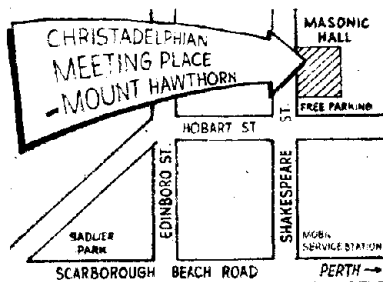 CHRISTADELPHIAN
MEETING PLACE
– MOUNT HAWTHORN
MASONIC
HALL
FREE PARKING
HOBART ST
ST.
EDINBORO ST.
SHAKESPEARE
SADLIER
PARK
MOBIL
SERVICE STATION
SCARBOROUGH BEACH ROAD
PERTH →